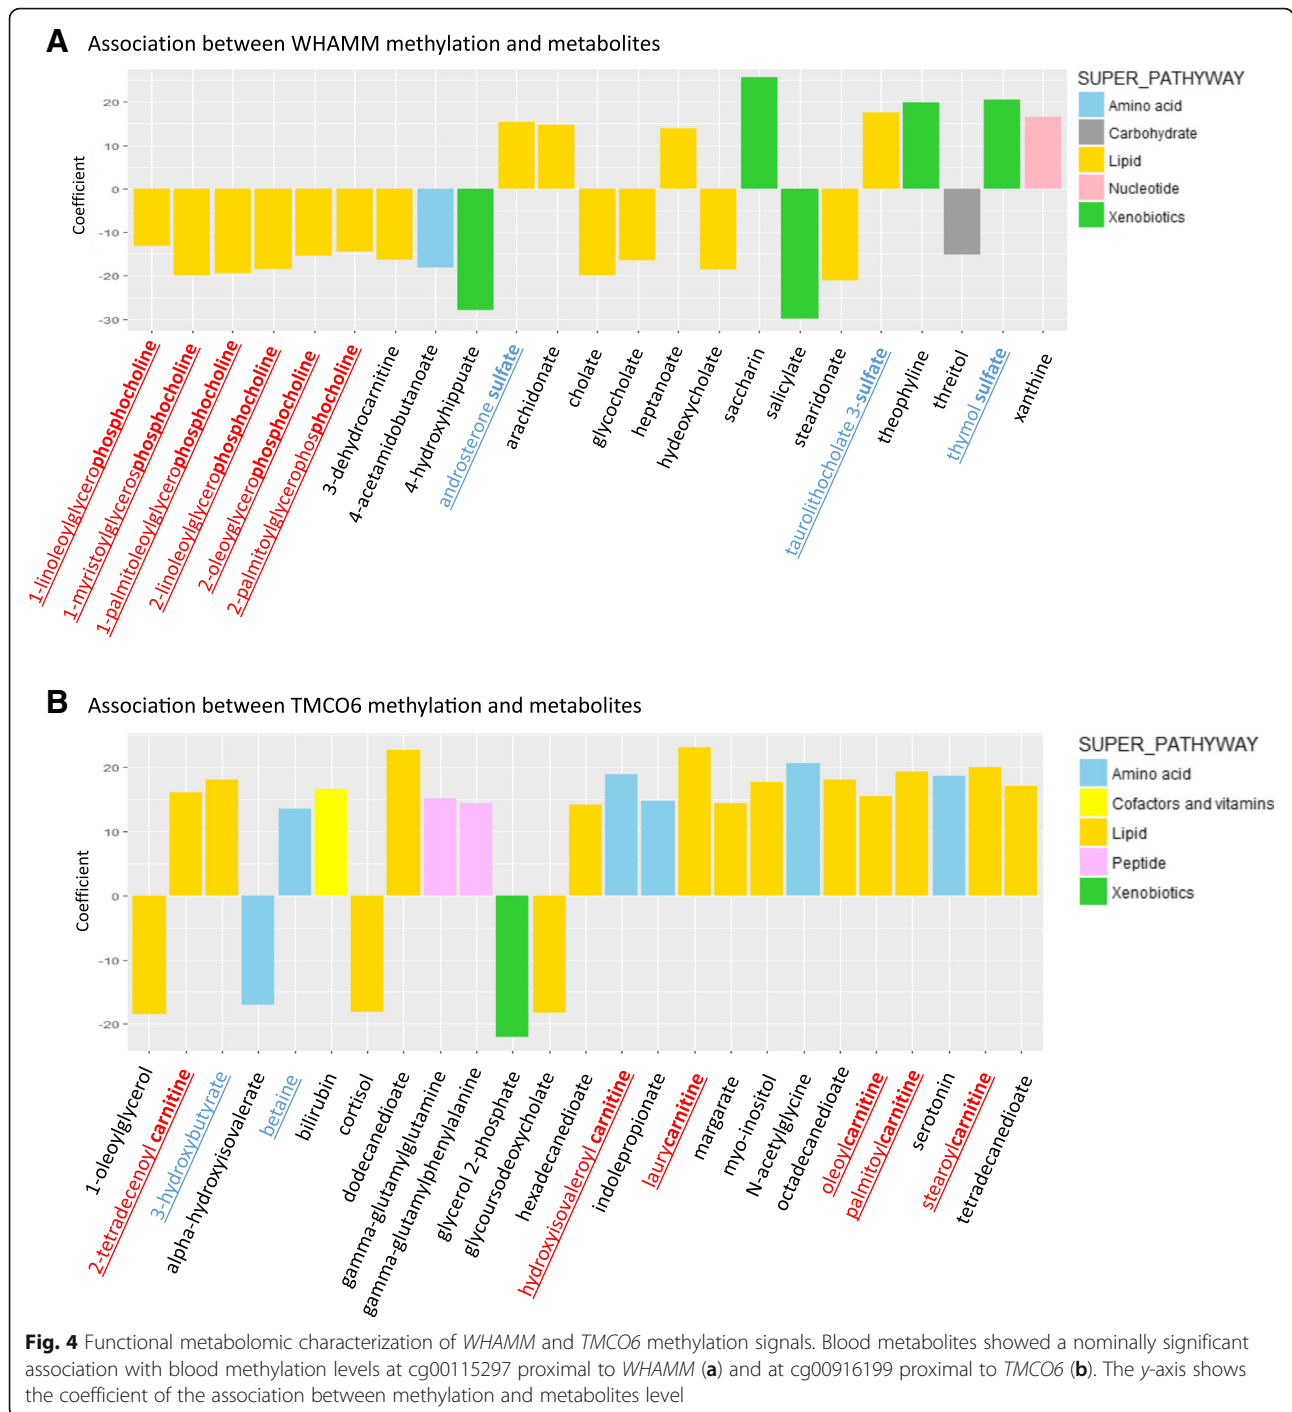 A Association between WHAMM methylation and metabolites
Coefficient
20
10
0
-10
-20
-30
SUPER_PATHYWAY
Amino acid
Carbohydrate
Lipid
Nucleotide
Xenobiotics
1-linoleoylglycerophosphocholine
1-myristoylglycerosphosphocholine
1-palmitoleoylglycerophosphocholine
2-linoleoylglycerophosphocholine
2-oleoyglycerophosphocholine
2-palmitoylglycerophosphocholine
3-dehydrocarnitine
4-acetamidobutanoate
4-hydroxyhippuate
androsterone sulfate
arachidonate
cholate
glycocholate
heptanoate
hydeoxycholate
saccharin
salicylate
stearidonate
taurolithocholate 3-sulfate
theophyline
threitol
thymol sulfate
xanthine
B Association between TMCO6 methylation and metabolites
Coefficient
20
10
0
-10
-20
SUPER_PATHYWAY
Amino acid
Cofactors and vitamins
Lipid
Peptide
Xenobiotics
1-oleoylglycerol
2-tetradecenoyl carnitine
3-hydroxybutyrate
alpha-hydroxyisovalerate
betaine
bilirubin
cortisol
dodecanedioate
gamma-glutamylglutamine
gamma-glutamylphenylalanine
glycerol 2-phosphate
glycoursodeoxycholate
hexadecanedioate
hydroxyisovaleroyl carnitine
indolepropionate
laurycarnitine
margarate
myo-inositol
N-acetylglycine
octadecanedioate
oleoylcarnitine
palmitoylcarnitine
serotonin
stearoylcarnitine
tetradecanedioate
Fig. 4 Functional metabolomic characterization of WHAMM and TMCO6 methylation signals. Blood metabolites showed a nominally significant
association with blood methylation levels at cg00115297 proximal to WHAMM (a) and at cg00916199 proximal to TMCO6 (b). The y-axis shows
the coefficient of the association between methylation and metabolites level